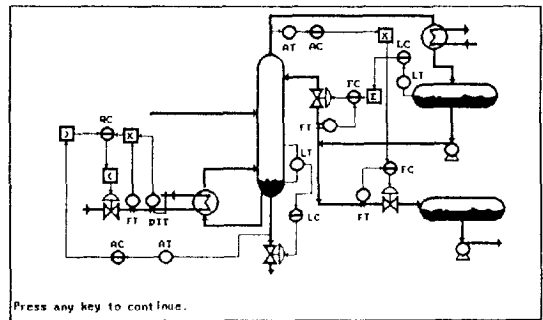 AT AC X LC
LT
FC Σ
FT
QC X
LT
FC
FT DTT
FT
LC
AC AT
Press any key to continue.